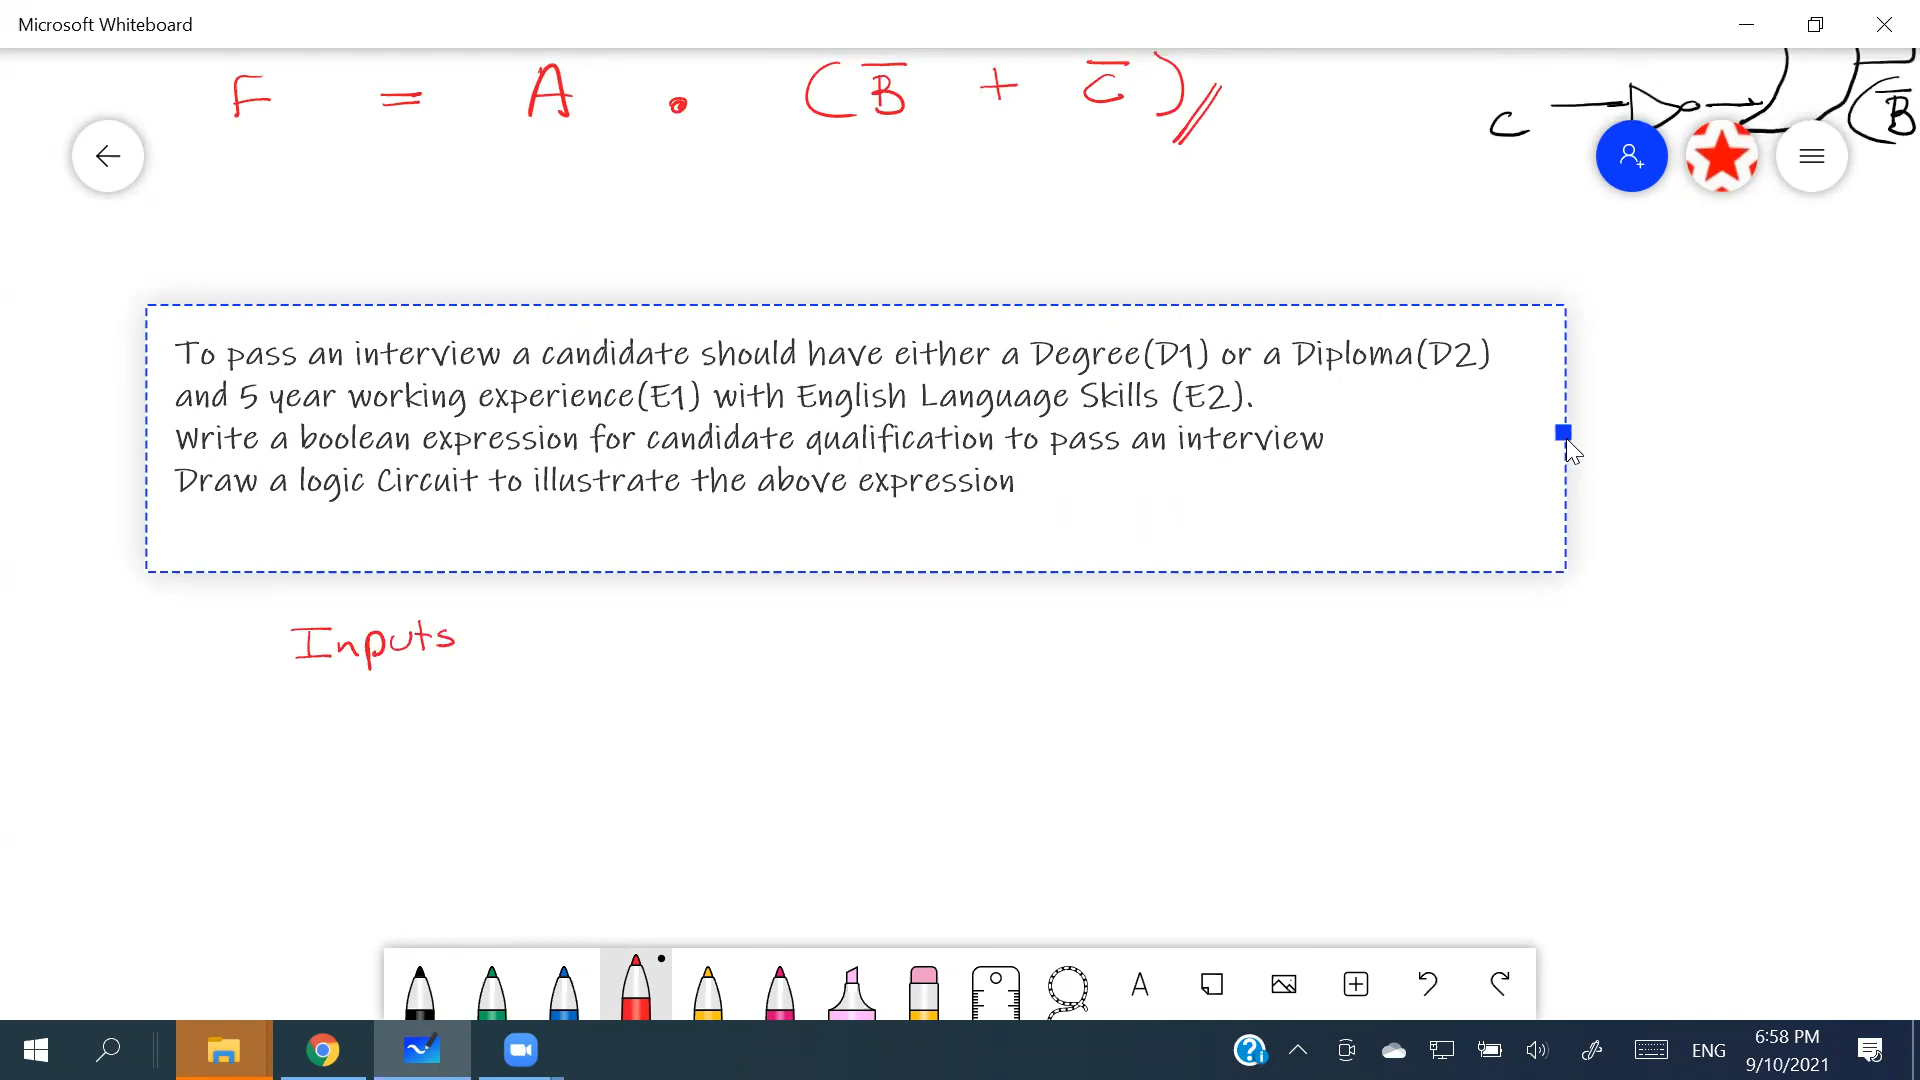 Microsoft Whiteboard
F = A . (B̅ + C̅)
C
(B̅
To pass an interview a candidate should have either a Degree(D1) or a Diploma(D2)
and 5 year working experience(E1) with English Language Skills (E2).
Write a boolean expression for candidate qualification to pass an interview
Draw a logic Circuit to illustrate the above expression
Inputs
A
ENG
6:58 PM
9/10/2021